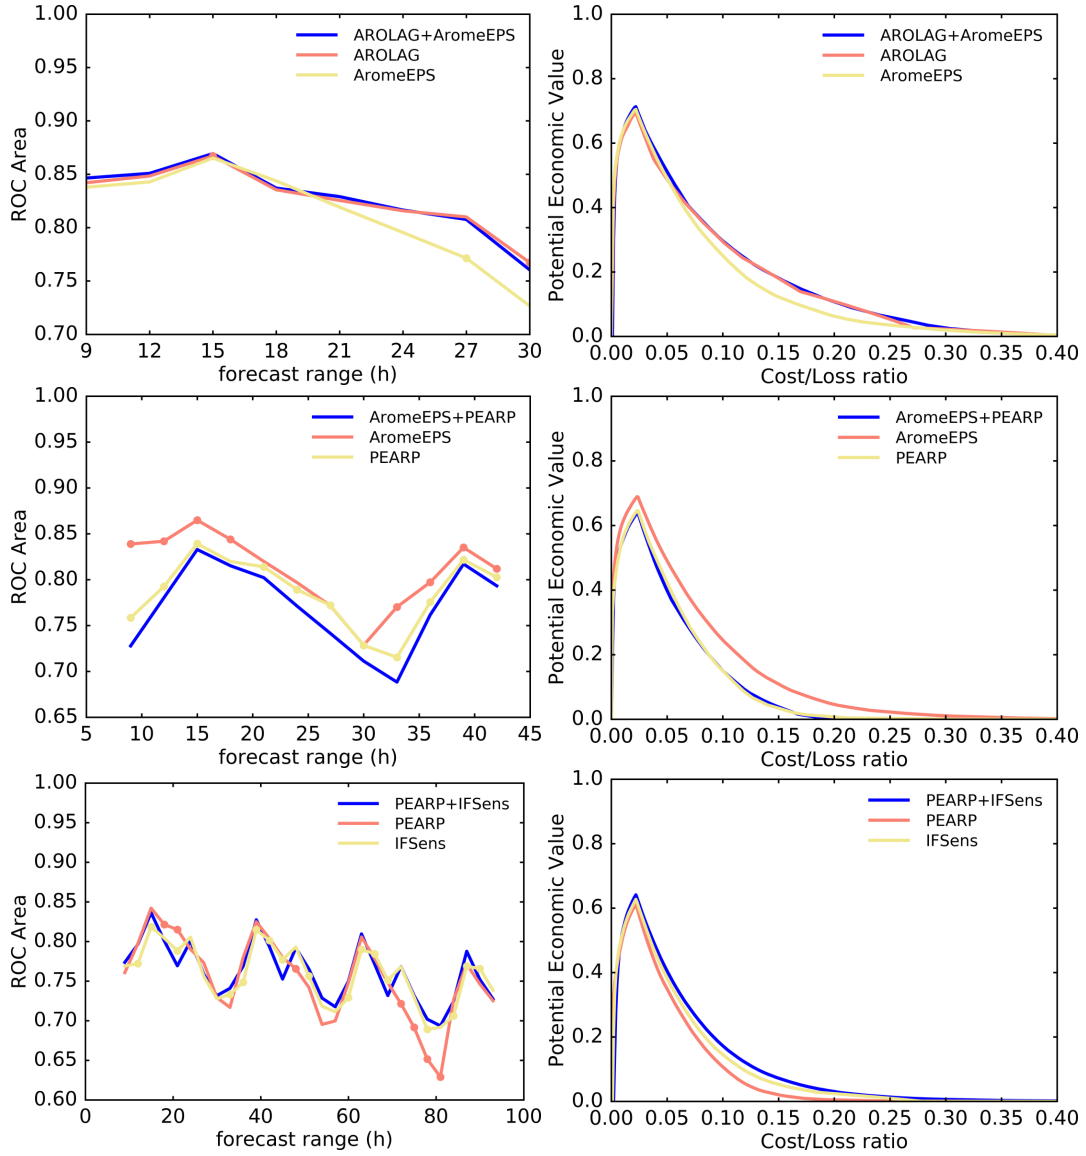 1.00
0.95
0.90
0.85
0.80
0.75
0.70
ROC Area
AROLAG+AromeEPS
AROLAG
AromeEPS
9 12 15 18 21 24 27 30
forecast range (h)
1.0
0.8
0.6
0.4
0.2
0.0
Potential Economic Value
AROLAG+AromeEPS
AROLAG
AromeEPS
0.00 0.05 0.10 0.15 0.20 0.25 0.30 0.35 0.40
Cost/Loss ratio
1.00
0.95
0.90
0.85
0.80
0.75
0.70
0.65
ROC Area
AromeEPS+PEARP
AromeEPS
PEARP
5 10 15 20 25 30 35 40 45
forecast range (h)
1.0
0.8
0.6
0.4
0.2
0.0
Potential Economic Value
AromeEPS+PEARP
AromeEPS
PEARP
0.00 0.05 0.10 0.15 0.20 0.25 0.30 0.35 0.40
Cost/Loss ratio
1.00
0.95
0.90
0.85
0.80
0.75
0.70
0.65
0.60
ROC Area
PEARP+IFSens
PEARP
IFSens
0 20 40 60 80 100
forecast range (h)
1.0
0.8
0.6
0.4
0.2
0.0
Potential Economic Value
PEARP+IFSens
PEARP
IFSens
0.00 0.05 0.10 0.15 0.20 0.25 0.30 0.35 0.40
Cost/Loss ratio